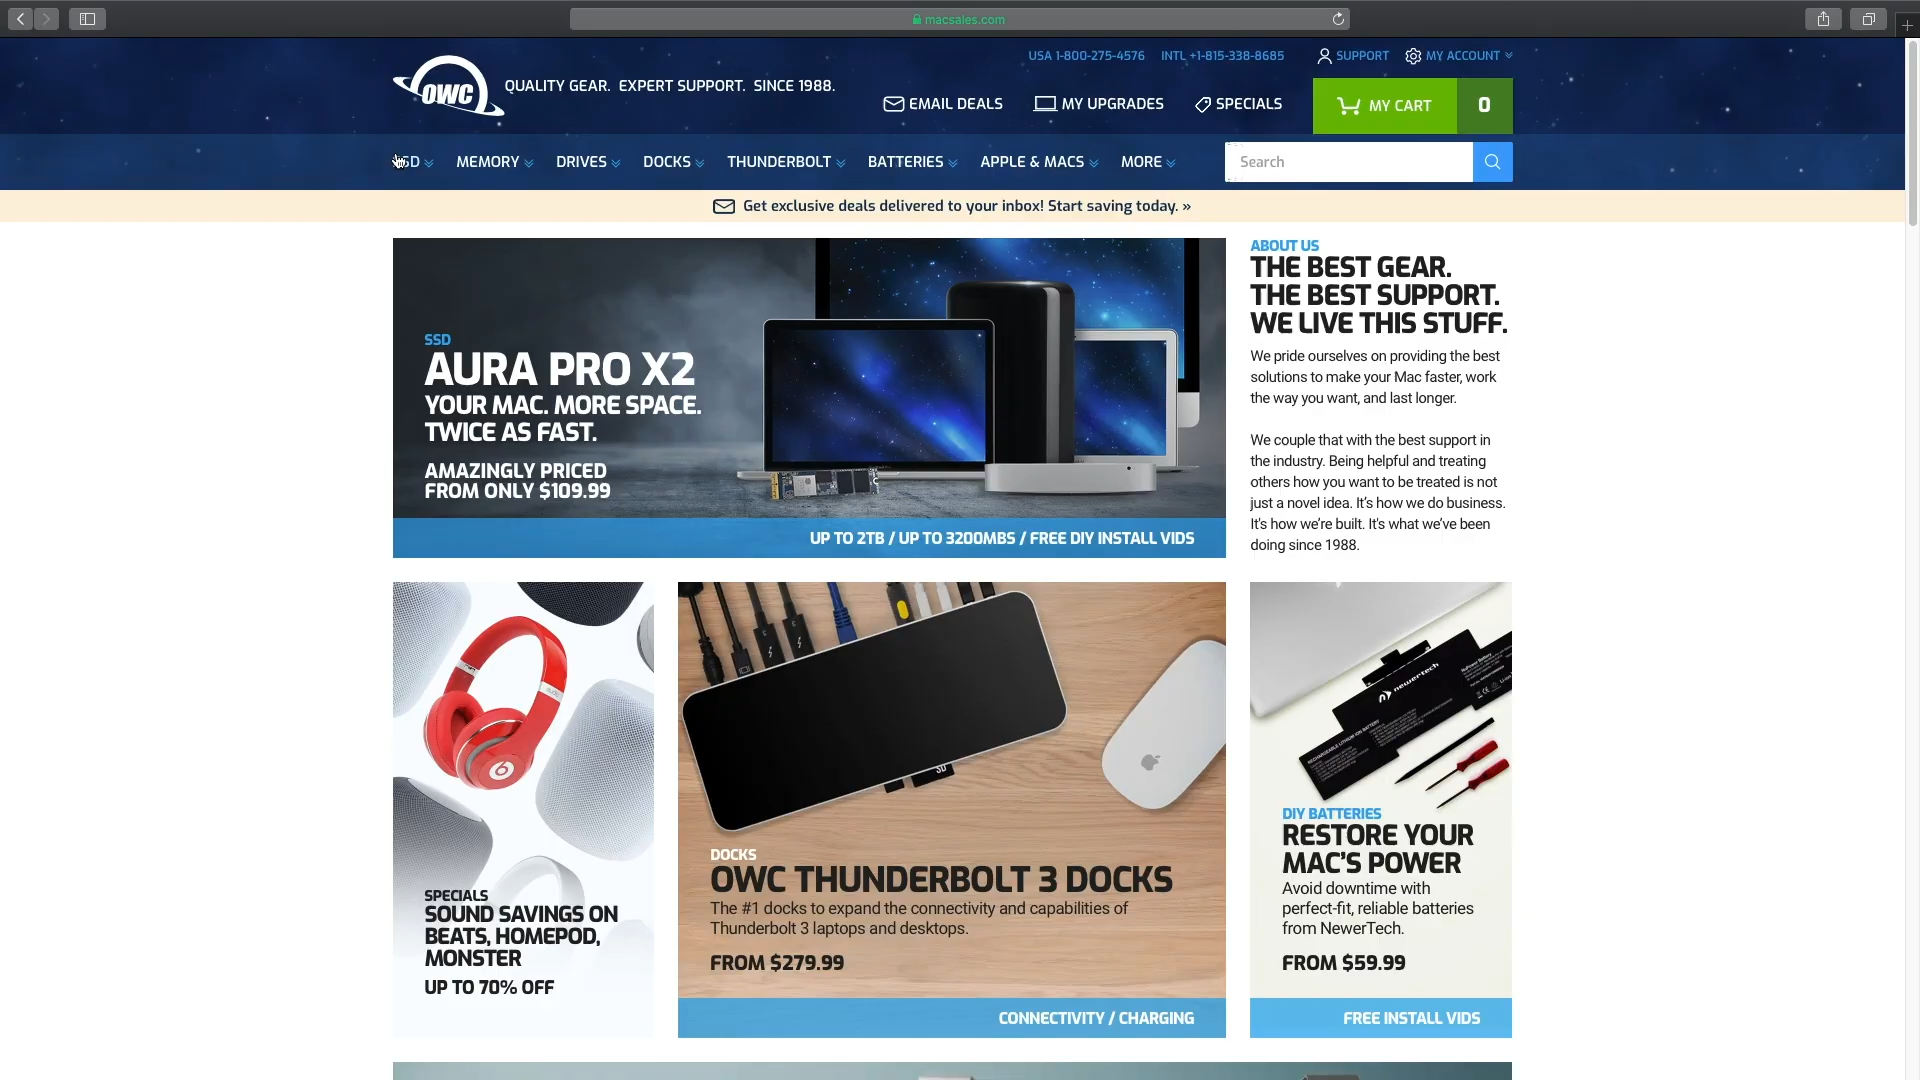 macsales.com
USA 1-800-275-4576 INTL +1-815-338-8685 SUPPORT MY ACCOUNT
OWC QUALITY GEAR. EXPERT SUPPORT. SINCE 1988.
EMAIL DEALS MY UPGRADES SPECIALS MY CART 0
MEMORY DRIVES DOCKS THUNDERBOLT BATTERIES APPLE & MACS MORE Search
Get exclusive deals delivered to your inbox! Start saving today. »
SSD
AURA PRO X2
YOUR MAC. MORE SPACE.
TWICE AS FAST.
AMAZINGLY PRICED
FROM ONLY $109.99
UP TO 2TB / UP TO 3200MBS / FREE DIY INSTALL VIDS
ABOUT US
THE BEST GEAR.
THE BEST SUPPORT.
WE LIVE THIS STUFF.
We pride ourselves on providing the best
solutions to make your Mac faster, work
the way you want, and last longer.
We couple that with the best support in
the industry. Being helpful and treating
others how you want to be treated is not
just a novel idea. It's how we do business.
It's how we're built. It's what we've been
doing since 1988.
SPECIALS
SOUND SAVINGS ON
BEATS, HOMEPOD,
MONSTER
UP TO 70% OFF
DOCKS
OWC THUNDERBOLT 3 DOCKS
The #1 docks to expand the connectivity and capabilities of
Thunderbolt 3 laptops and desktops.
FROM $279.99
CONNECTIVITY / CHARGING
newertech
DIY BATTERIES
RESTORE YOUR
MAC'S POWER
Avoid downtime with
perfect-fit, reliable batteries
from NewerTech.
FROM $59.99
FREE INSTALL VIDS